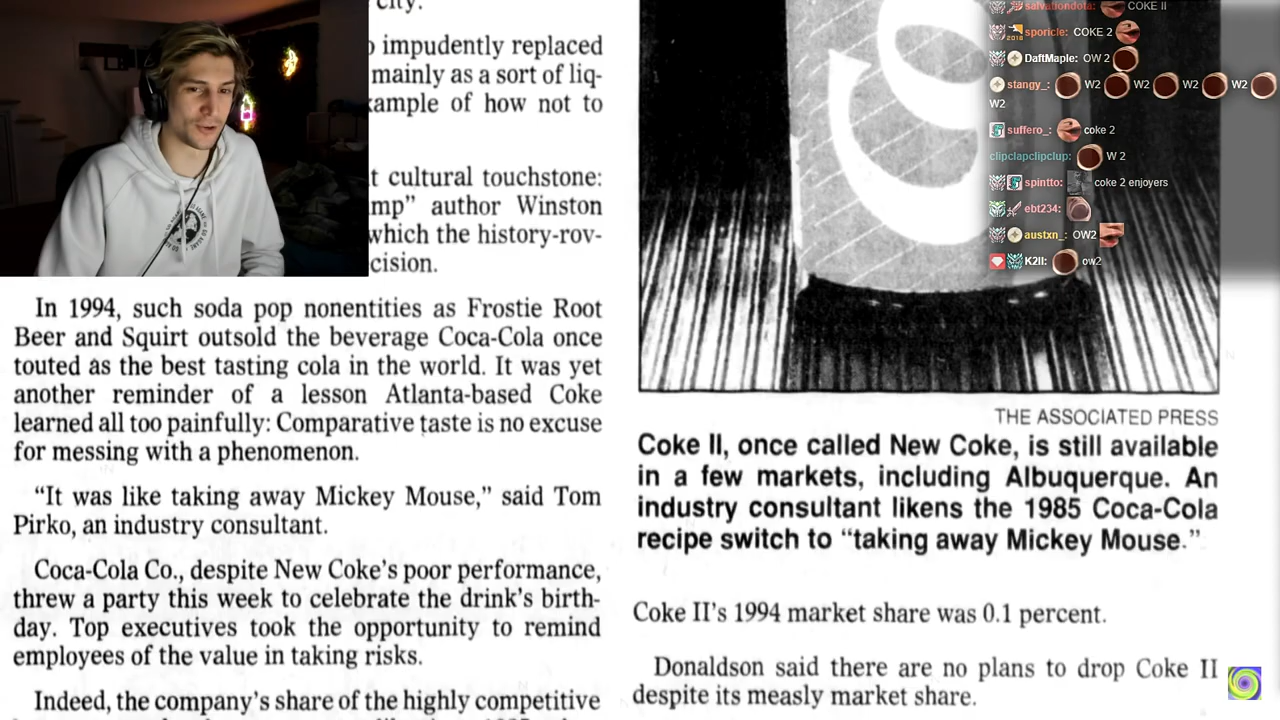 city.
impudently replaced
mainly as a sort of liq-
ample of how not to
t cultural touchstone:
mp” author Winston
which the history-rov-
cision.
In 1994, such soda pop nonentities as Frostie Root
Beer and Squirt outsold the beverage Coca-Cola once
touted as the best tasting cola in the world. It was yet
another reminder of a lesson Atlanta-based Coke
learned all too painfully: Comparative taste is no excuse
for messing with a phenomenon.
“It was like taking away Mickey Mouse,” said Tom
Pirko, an industry consultant.
Coca-Cola Co., despite New Coke’s poor performance,
threw a party this week to celebrate the drink’s birth-
day. Top executives took the opportunity to remind
employees of the value in taking risks.
Indeed, the company’s share of the highly competitive
THE ASSOCIATED PRESS
Coke II, once called New Coke, is still available
in a few markets, including Albuquerque. An
industry consultant likens the 1985 Coca-Cola
recipe switch to “taking away Mickey Mouse.”
Coke II’s 1994 market share was 0.1 percent.
Donaldson said there are no plans to drop Coke II
despite its measly market share.
salvationdota: COKE II
sporicle: COKE 2
DaftMaple: OW 2
stangy_: W2 W2 W2 W2
W2
suffero_: coke 2
clipclapclipclup: W 2
spintto: coke 2 enjoyers
ebt234:
austxn_: OW2
K2ll: ow2